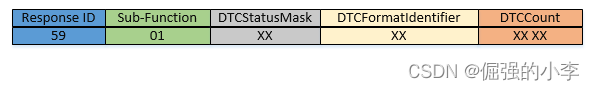 Response ID Sub-Function DTCStatusMask DTCFormatIdentifier DTCCount
59 01 XX XX XX XX
CSDN @倔强的小李